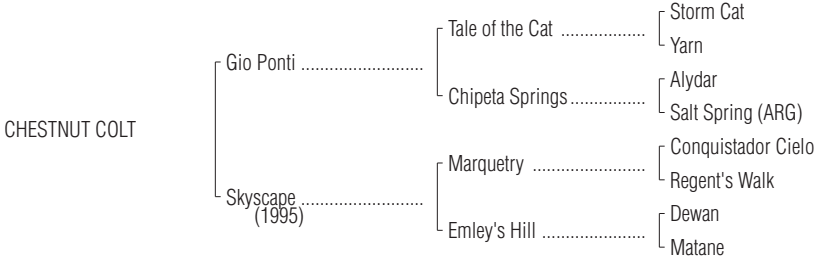 Storm Cat
Tale of the Cat ...................
Yarn
Gio Ponti ..........................
Alydar
Chipeta Springs................
Salt Spring (ARG)
CHESTNUT COLT
Conquistador Cielo
Marquetry ........................
Regent's Walk
Skyscape ..........................
(1995)
Dewan
Emley's Hill ......................
Matane